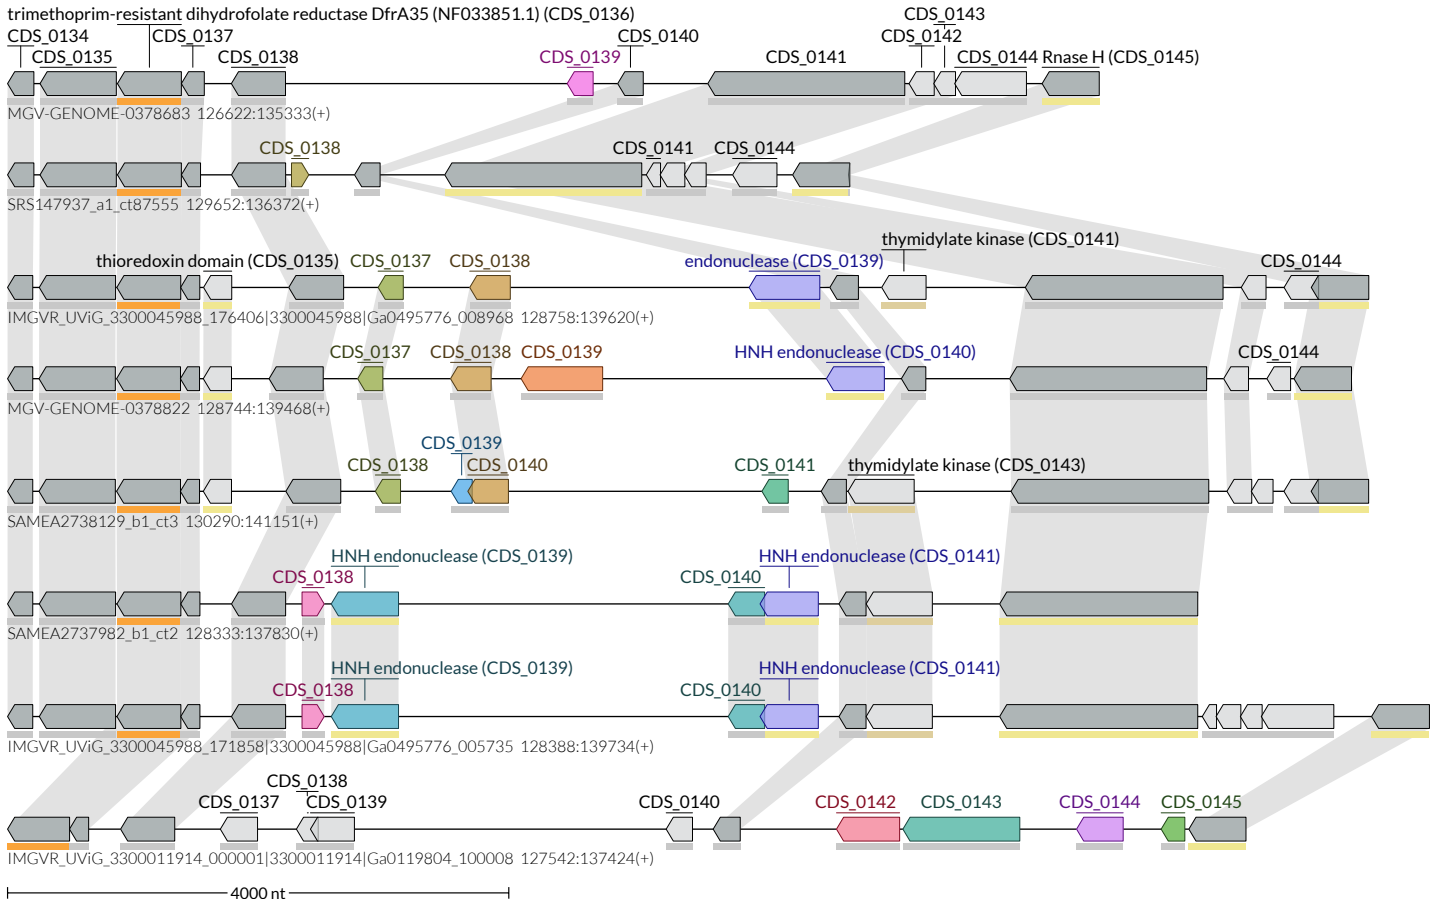 trimethoprim-resistant dihydrofolate reductase DfrA35 (NF033851.1) (CDS_0136) CDS_0143
CDS_0134 CDS_0137 CDS_0140 CDS_0142
CDS_0135 CDS_0138 CDS_0139 CDS_0141 CDS_0144 Rnase H (CDS_0145)
MGV-GENOME-0378683 126622:135333(+)
CDS_0138 CDS_0141 CDS_0144
SRS147937_a1_ct87555 129652:136372(+)
thymidylate kinase (CDS_0141)
thioredoxin domain (CDS_0135) CDS_0137 CDS_0138 endonuclease (CDS_0139) CDS_0144
IMGVR_UViG_3300045988_176406|3300045988|Ga0495776_008968 128758:139620(+)
CDS_0137 CDS_0138 CDS_0139 HNH endonuclease (CDS_0140) CDS_0144
MGV-GENOME-0378822 128744:139468(+)
CDS_0139
CDS_0138 CDS_0140 CDS_0141 thymidylate kinase (CDS_0143)
SAMEA2738129_b1_ct3 130290:141151(+)
HNH endonuclease (CDS_0139) HNH endonuclease (CDS_0141)
CDS_0138 CDS_0140
SAMEA2737982_b1_ct2 128333:137830(+)
HNH endonuclease (CDS_0139) HNH endonuclease (CDS_0141)
CDS_0138 CDS_0140
IMGVR_UViG_3300045988_171858|3300045988|Ga0495776_005735 128388:139734(+)
CDS_0138
CDS_0137 CDS_0139 CDS_0140 CDS_0142 CDS_0143 CDS_0144 CDS_0145
IMGVR_UViG_3300011914_000001|3300011914|Ga0119804_100008 127542:137424(+)
4000 nt